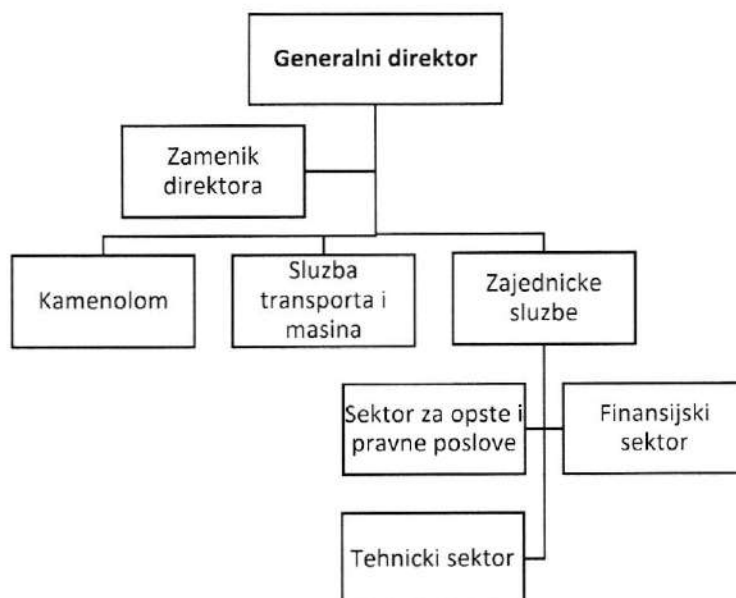 Generalni direktor
Zamenik
direktora
Kamenolom
Sluzba
transporta i
masina
Zajednicke
sluzbe
Sektor za opste i
pravne poslove
Finansijski
sektor
Tehnicki sektor